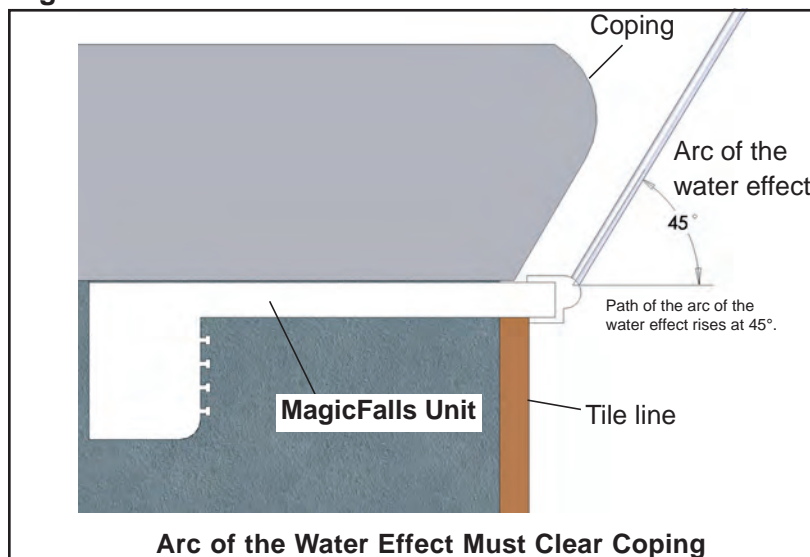 Coping
Arc of the
water effect
45°
Path of the arc of the
water effect rises at 45°.
MagicFalls Unit
Tile line
Arc of the Water Effect Must Clear Coping